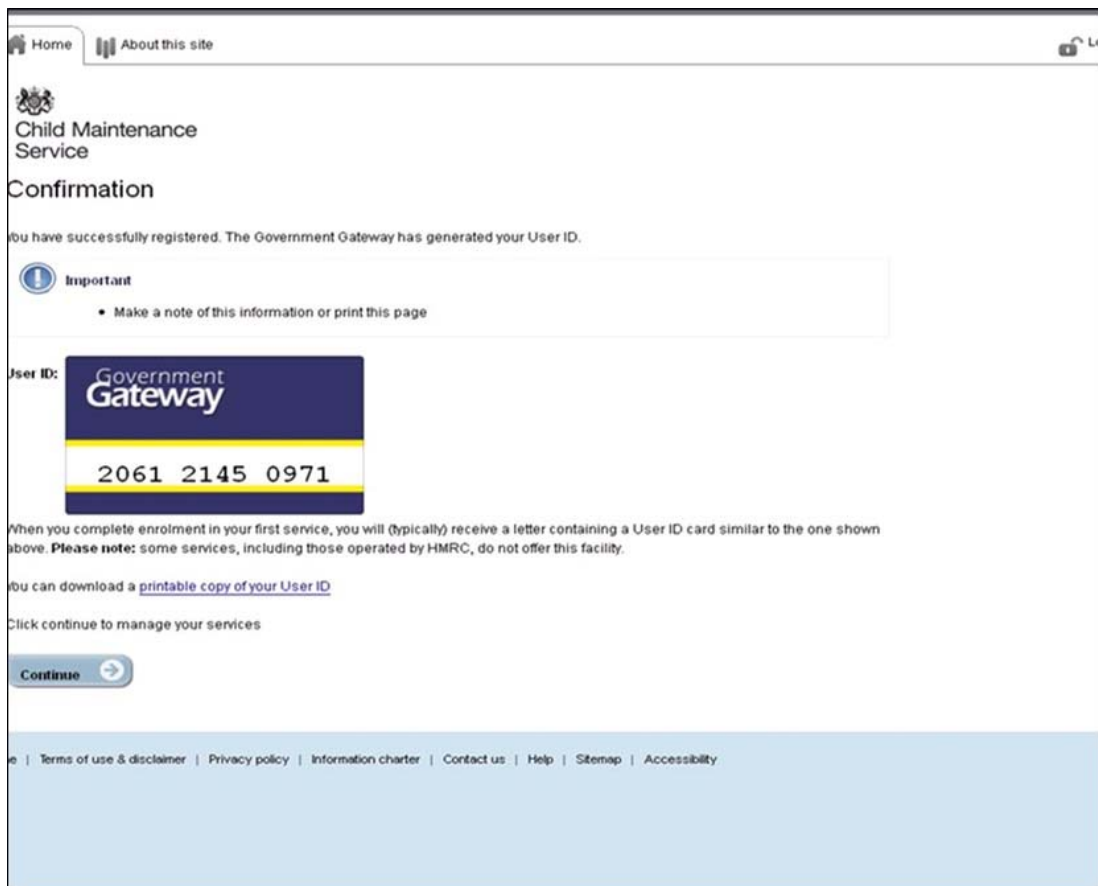 Home About this site
Child Maintenance
Service
Confirmation
You have successfully registered. The Government Gateway has generated your User ID.
Important
• Make a note of this information or print this page
User ID:
Government
Gateway
2061 2145 0971
When you complete enrolment in your first service, you will (typically) receive a letter containing a User ID card similar to the one shown
above. Please note: some services, including those operated by HMRC, do not offer this facility.
You can download a printable copy of your User ID
Click continue to manage your services
Continue
| Terms of use & disclaimer | Privacy policy | Information charter | Contact us | Help | Sitemap | Accessibility